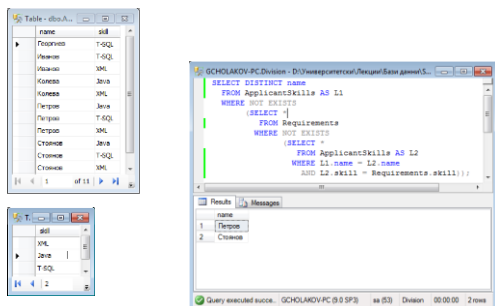 Table - dbo.A...
name skill
Георгиев T-SQL
Иванов T-SQL
Иванов XML
Колева Java
Колева XML
Петров Java
Петров T-SQL
Петров XML
Стоянов Java
Стоянов T-SQL
Стоянов XML
1 of 11
T...
skill
XML
Java
T-SQL
2
GCHOLAKOV-PC.Division - D:\Университетски\Лекции\Бази данни\S...
SELECT DISTINCT name
FROM ApplicantSkills AS L1
WHERE NOT EXISTS
(SELECT *
FROM Requirements
WHERE NOT EXISTS
(SELECT *
FROM ApplicantSkills AS L2
WHERE L1.name = L2.name
AND L2.skill = Requirements.skill));
Results Messages
name
1 Петров
2 Стоянов
Query executed succe... GCHOLAKOV-PC (9.0 SP3) sa (53) Division 00:00:00 2 rows